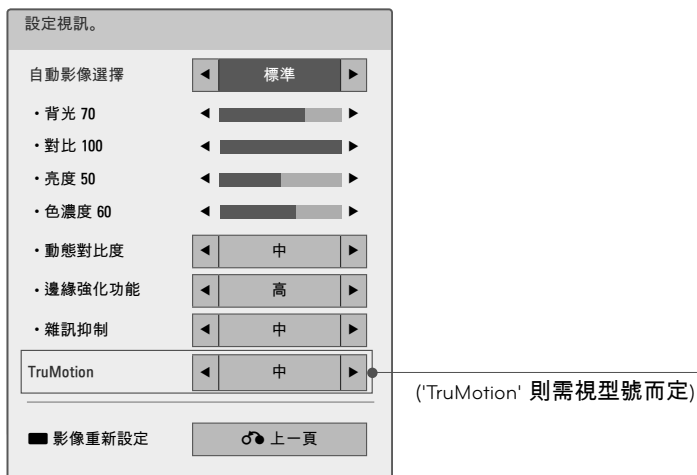 設定視訊。
自動影像選擇 ◀ 標準 ▶
• 背光 70 ◀ ▶
• 對比 100 ◀ ▶
• 亮度 50 ◀ ▶
• 色濃度 60 ◀ ▶
• 動態對比度 ◀ 中 ▶
• 邊緣強化功能 ◀ 高 ▶
• 雜訊抑制 ◀ 中 ▶
TruMotion ◀ 中 ▶
('TruMotion' 則需視型號而定)
影像重新設定 上一頁